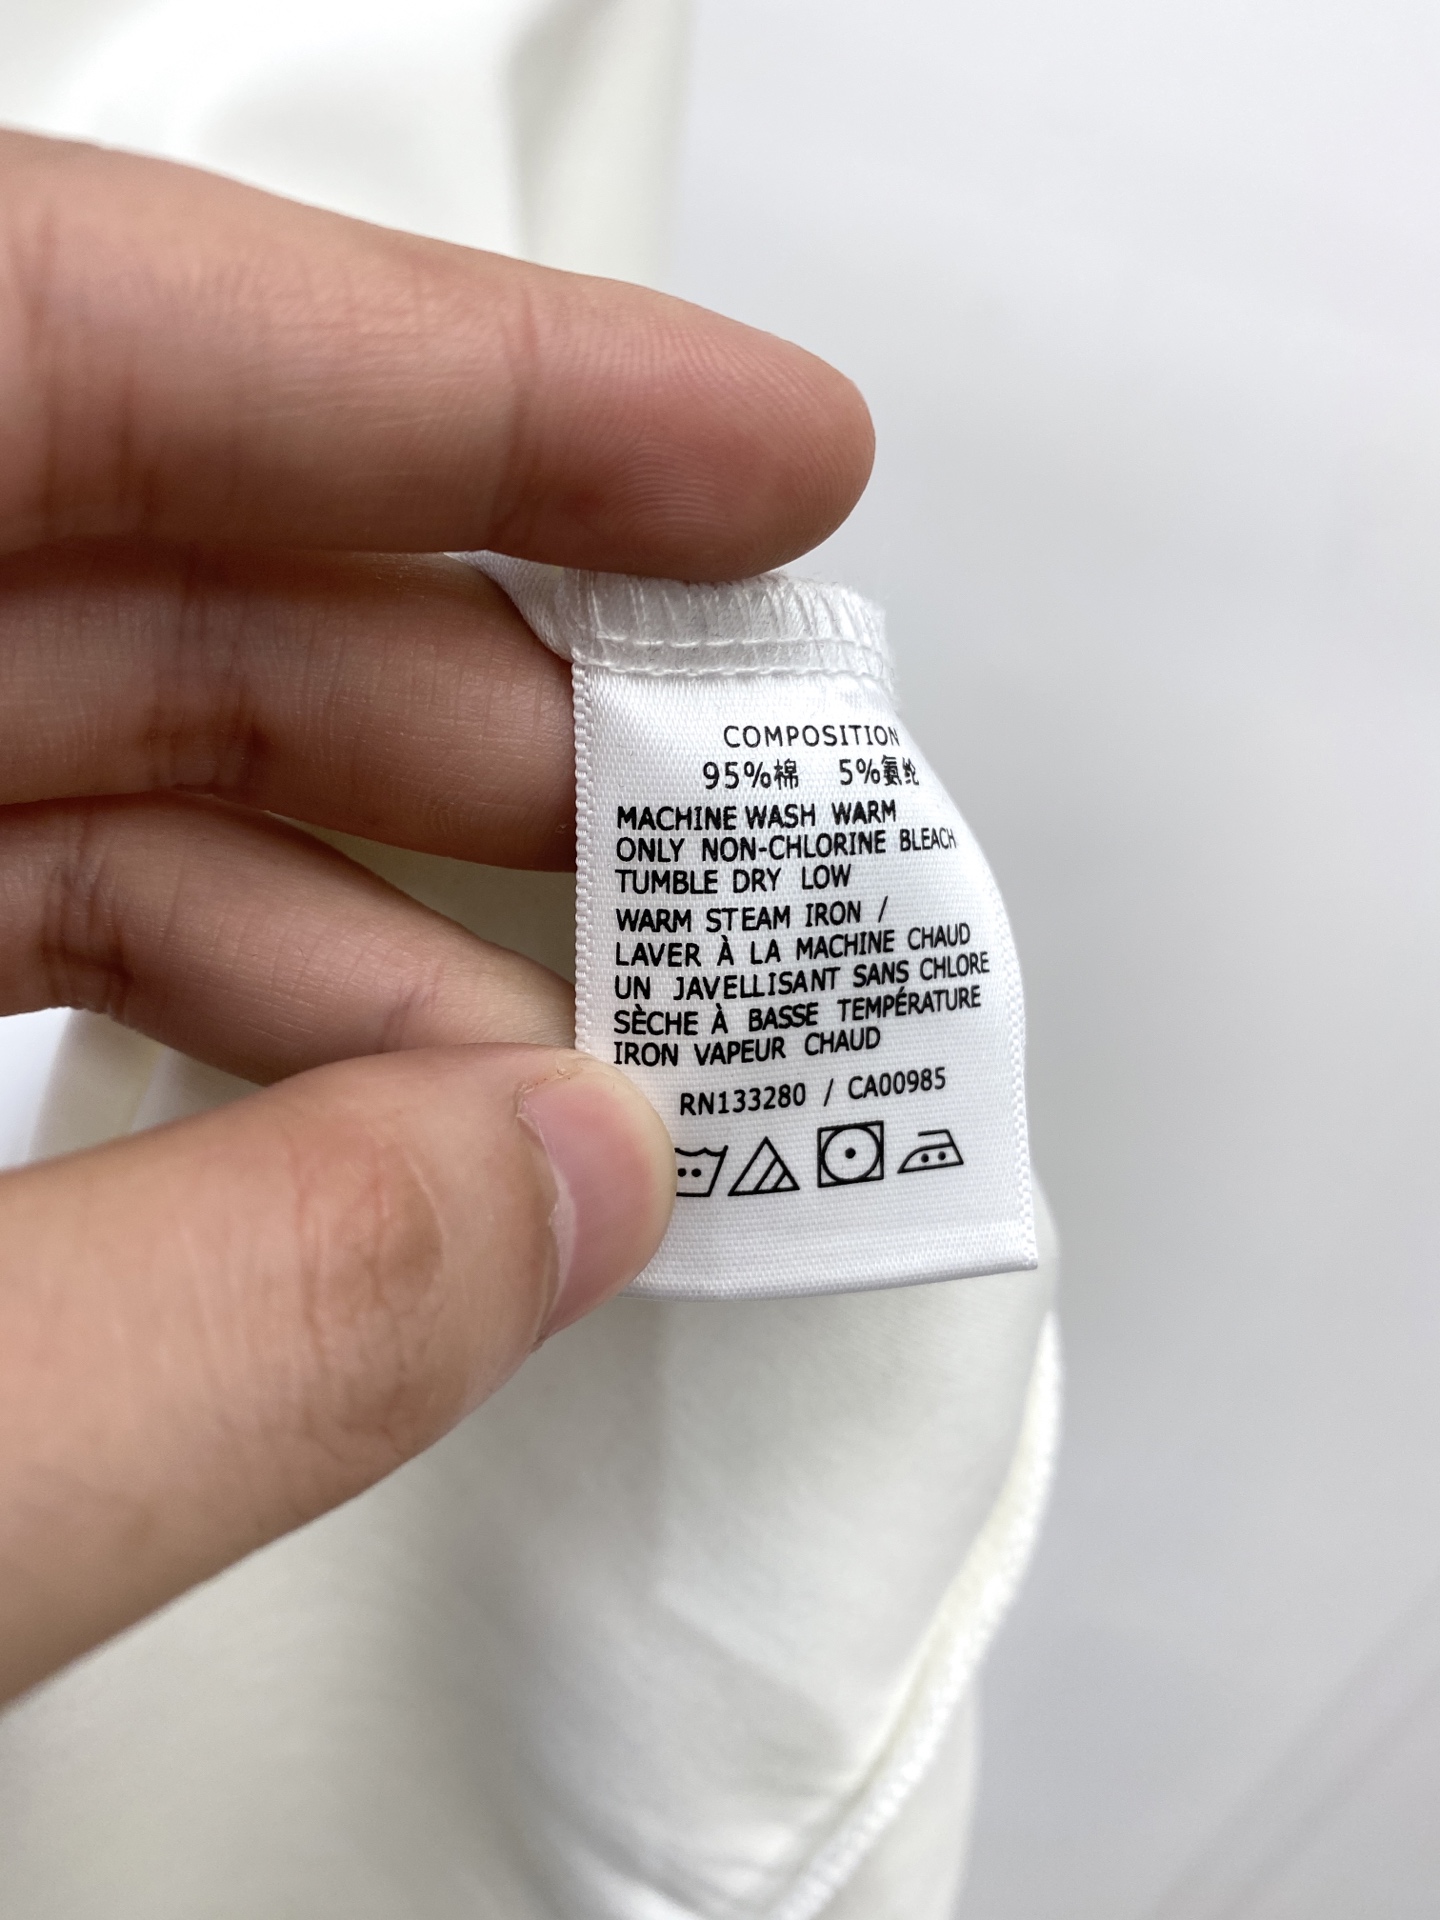 COMPOSITION
95%棉 5%氨纶
MACHINE WASH WARM
ONLY NON-CHLORINE BLEACH
TUMBLE DRY LOW
WARM STEAM IRON /
LAVER À LA MACHINE CHAUD
UN JAVELLISANT SANS CHLORE
SÈCHE À BASSE TEMPÉRATURE
IRON VAPEUR CHAUD
RN133280 / CA00985